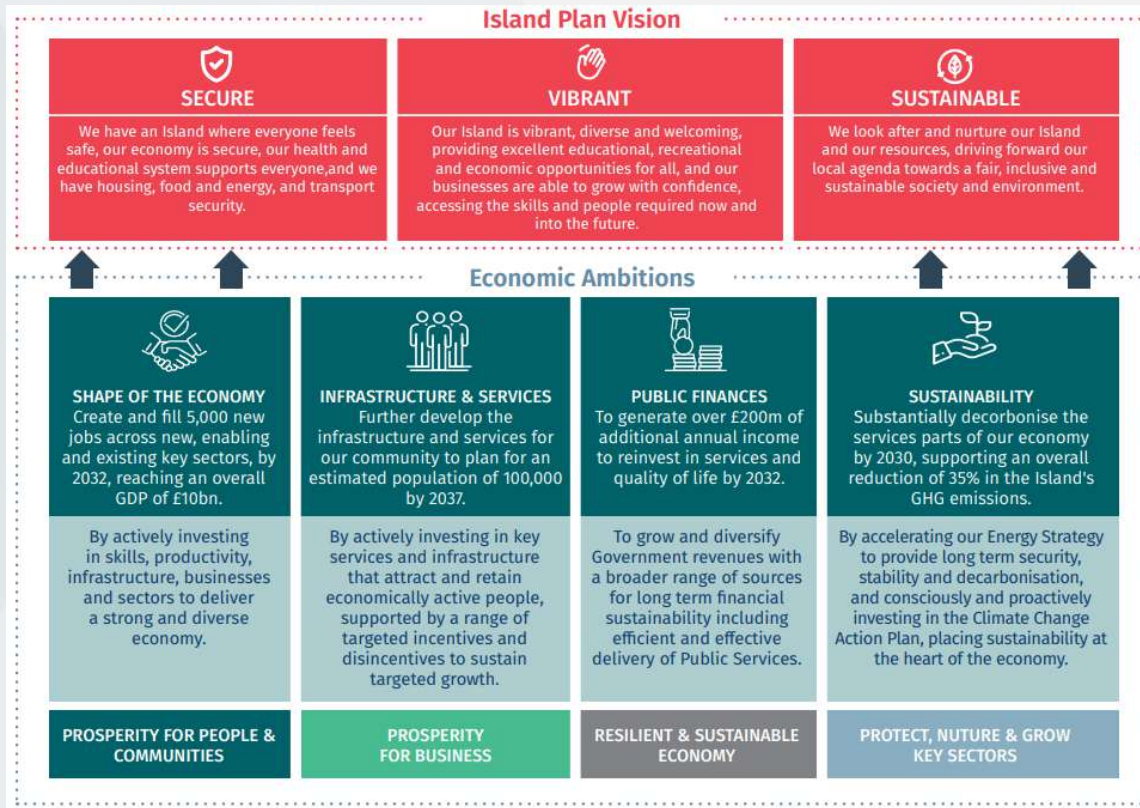 Island Plan Vision
SECURE
We have an Island where everyone feels
safe, our economy is secure, our health and
educational system supports everyone,and we
have housing, food and energy, and transport
security.
VIBRANT
Our Island is vibrant, diverse and welcoming,
providing excellent educational, recreational
and economic opportunities for all, and our
businesses are able to grow with confidence,
accessing the skills and people required now and
into the future.
SUSTAINABLE
We look after and nurture our Island
and our resources, driving forward our
local agenda towards a fair, inclusive and
sustainable society and environment.
Economic Ambitions
SHAPE OF THE ECONOMY
Create and fill 5,000 new
jobs across new, enabling
and existing key sectors, by
2032, reaching an overall
GDP of £10bn.
By actively investing
in skills, productivity,
infrastructure, businesses
and sectors to deliver
a strong and diverse
economy.
PROSPERITY FOR PEOPLE &
COMMUNITIES
INFRASTRUCTURE & SERVICES
Further develop the
infrastructure and services for
our community to plan for an
estimated population of 100,000
by 2037.
By actively investing in key
services and infrastructure
that attract and retain
economically active people,
supported by a range of
targeted incentives and
disincentives to sustain
targeted growth.
PROSPERITY
FOR BUSINESS
PUBLIC FINANCES
To generate over £200m of
additional annual income
to reinvest in services and
quality of life by 2032.
To grow and diversify
Government revenues with
a broader range of sources
for long term financial
sustainability including
efficient and effective
delivery of Public Services.
RESILIENT & SUSTAINABLE
ECONOMY
SUSTAINABILITY
Substantially decorbonise the
services parts of our economy
by 2030, supporting an overall
reduction of 35% in the Island's
GHG emissions.
By accelerating our Energy Strategy
to provide long term security,
stability and decarbonisation,
and consciously and proactively
investing in the Climate Change
Action Plan, placing sustainability at
the heart of the economy.
PROTECT, NUTURE & GROW
KEY SECTORS